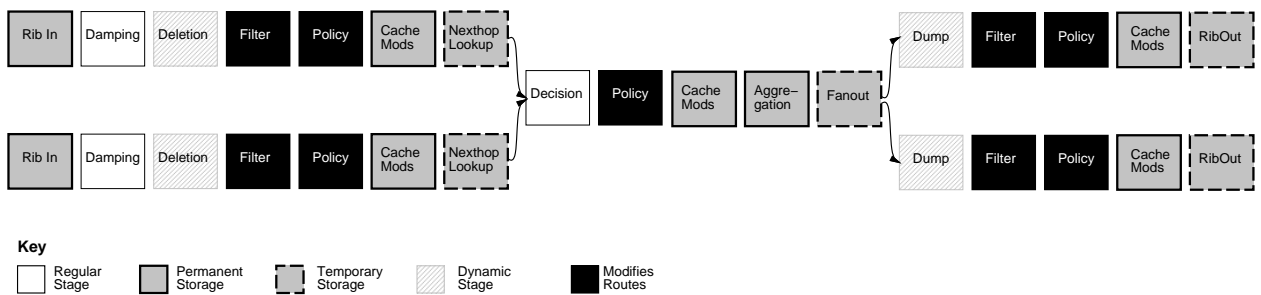 Rib In
Damping
Deletion
Filter
Policy
Cache
Mods
Nexthop
Lookup
Dump
Filter
Policy
Cache
Mods
RibOut
Decision
Policy
Cache
Mods
Aggre–
gation
Fanout
Rib In
Damping
Deletion
Filter
Policy
Cache
Mods
Nexthop
Lookup
Dump
Filter
Policy
Cache
Mods
RibOut
Key
Regular
Stage
Permanent
Storage
Temporary
Storage
Dynamic
Stage
Modifies
Routes